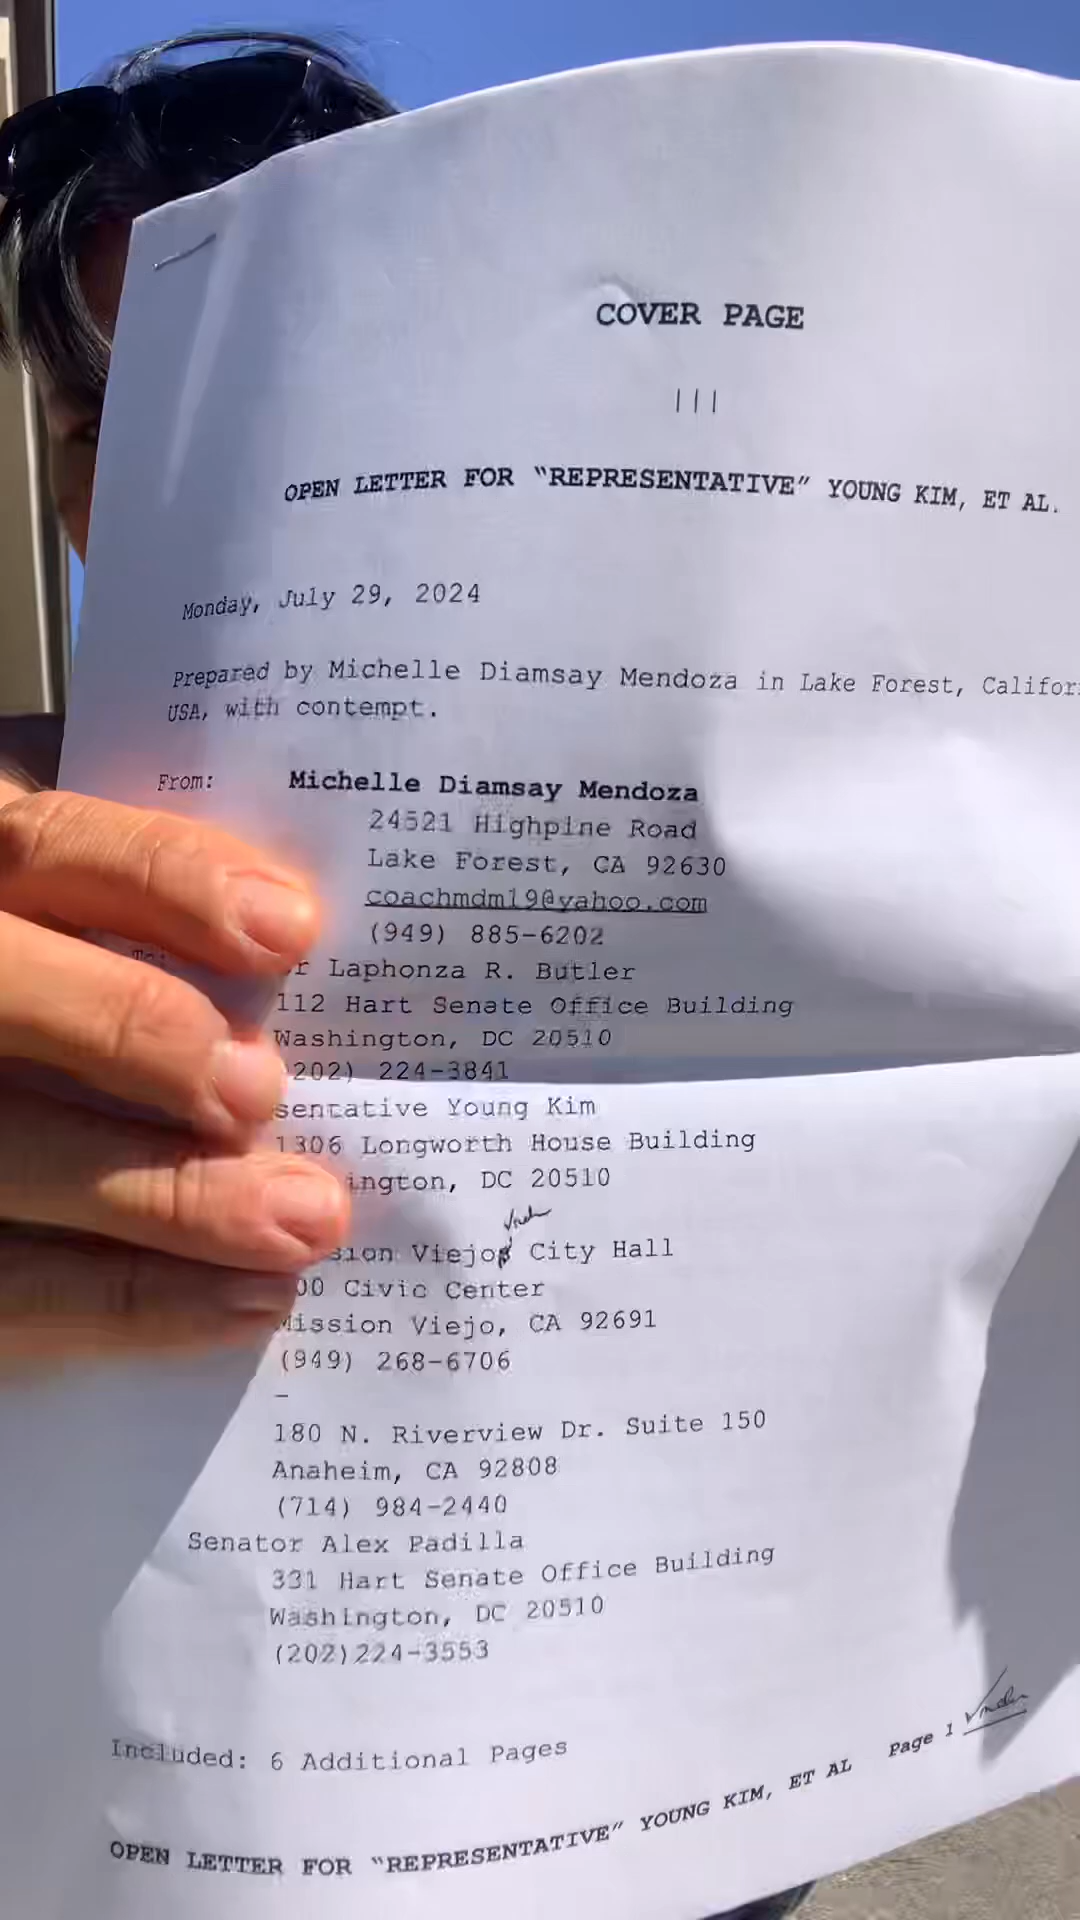 COVER PAGE
|||
OPEN LETTER FOR “REPRESENTATIVE” YOUNG KIM, ET AL.
Monday, July 29, 2024
Prepared by Michelle Diamsay Mendoza in Lake Forest, Califor
USA, with contempt.
From: Michelle Diamsay Mendoza
24521 Highpine Road
Lake Forest, CA 92630
coachmdm19@yahoo.com
(949) 885-6202
To:
r Laphonza R. Butler
112 Hart Senate Office Building
Washington, DC 20510
202) 224-3841
sentative Young Kim
1306 Longworth House Building
ington, DC 20510
sion Viejo City Hall
00 Civic Center
Mission Viejo, CA 92691
(949) 268-6706
–
180 N. Riverview Dr. Suite 150
Anaheim, CA 92808
(714) 984-2440
Senator Alex Padilla
331 Hart Senate Office Building
Washington, DC 20510
(202)224-3553
Included: 6 Additional Pages
Page 1
OPEN LETTER FOR “REPRESENTATIVE” YOUNG KIM, ET AL